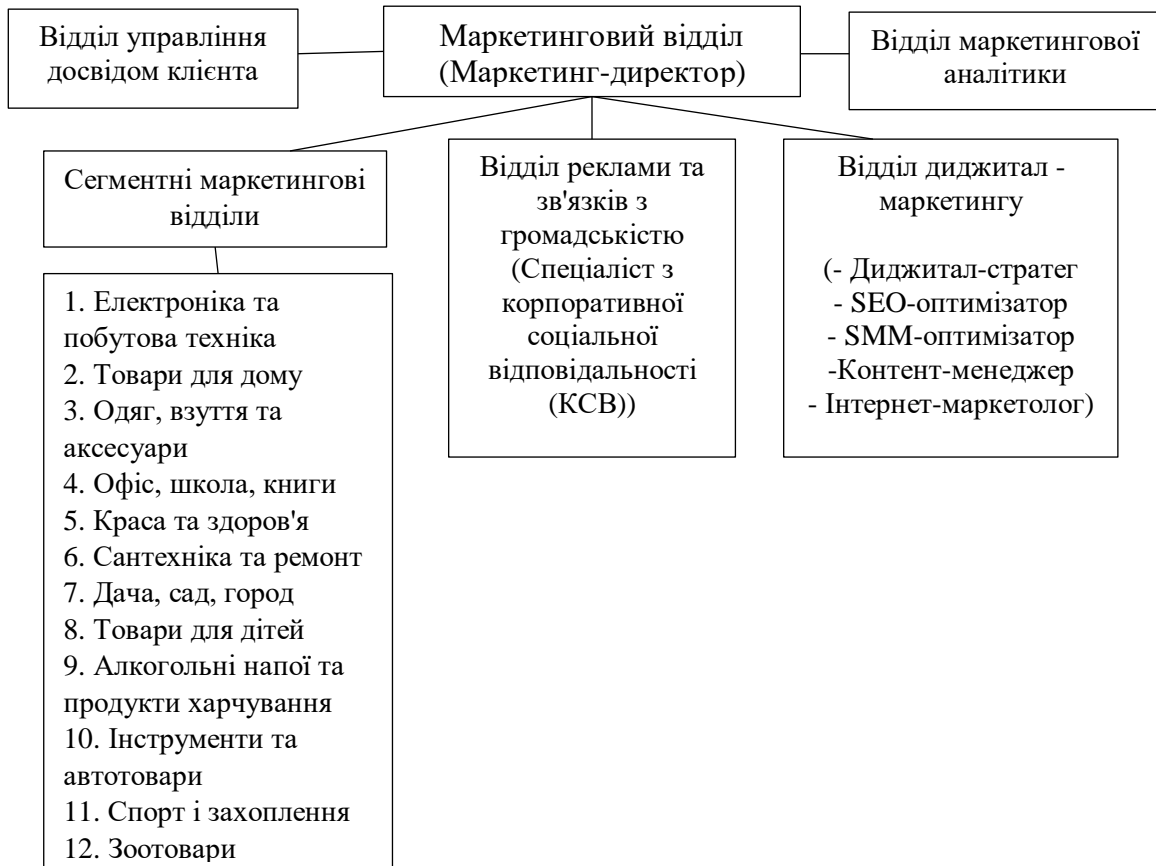 Відділ управління
досвідом клієнта
Маркетинговий відділ
(Маркетинг-директор)
Відділ маркетингової
аналітики
Сегментні маркетингові
відділи
Відділ реклами та
зв'язків з
громадськістю
(Спеціаліст з
корпоративної
соціальної
відповідальності
(КСВ))
Відділ диджитал -
маркетингу
(- Диджитал-стратег
- SEO-оптимізатор
- SMM-оптимізатор
-Контент-менеджер
- Інтернет-маркетолог)
1. Електроніка та
побутова техніка
2. Товари для дому
3. Одяг, взуття та
аксесуари
4. Офіс, школа, книги
5. Краса та здоров'я
6. Сантехніка та ремонт
7. Дача, сад, город
8. Товари для дітей
9. Алкогольні напої та
продукти харчування
10. Інструменти та
автотовари
11. Спорт і захоплення
12. Зоотовари